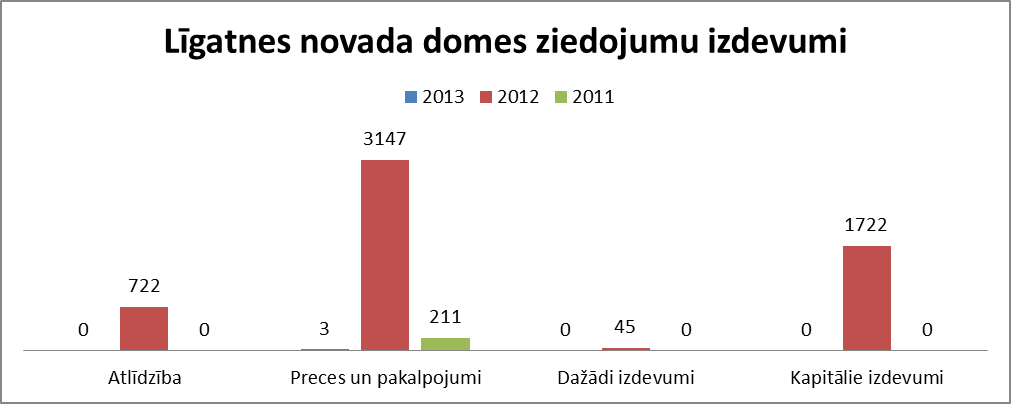 Līgatnes novada domes ziedojumu izdevumi
2013 2012 2011
3147
1722
722
211
0 0 3 0 45 0 0 0
Atlīdzība Preces un pakalpojumi Dažādi izdevumi Kapitālie izdevumi